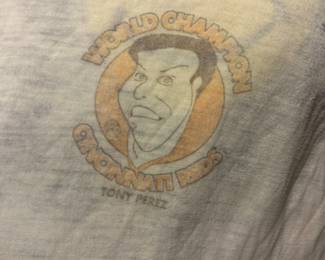 WORLD CHAMPION
CINCINNATI REDS
TONY PEREZ